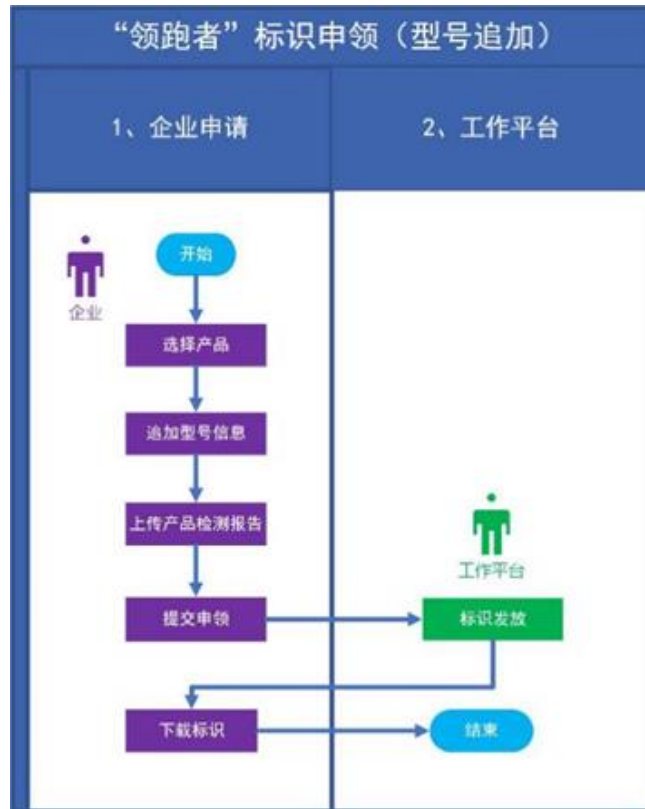 “领跑者”标识申领（型号追加）
1、企业申请
2、工作平台
开始
企业
选择产品
追加型号信息
上传产品检测报告
工作平台
提交申领
标识发放
下载标识
结束